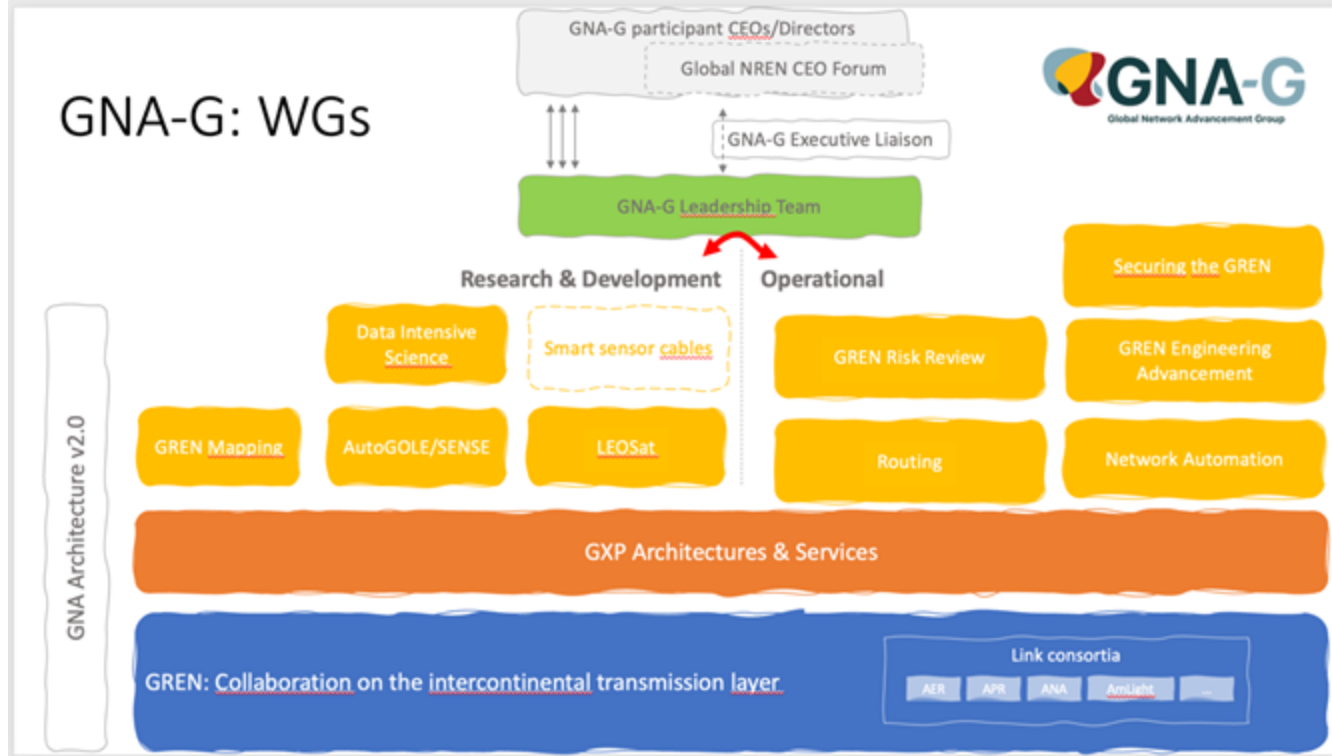 GNA-G participant CEOs/Directors
Global NREN CEO Forum
GNA-G
Global Network Advancement Group
GNA-G: WGs
GNA-G Executive Liaison
GNA-G Leadership Team
Research & Development
Operational
Securing the GREN
Data Intensive
Science
Smart sensor cables
GREN Risk Review
GREN Engineering
Advancement
GREN Mapping
AutoGOLE/SENSE
LEOSat
Routing
Network Automation
GNA Architecture v2.0
GXP Architectures & Services
GREN: Collaboration on the intercontinental transmission layer
Link consortia
AER
APR
ANA
AmLight
...